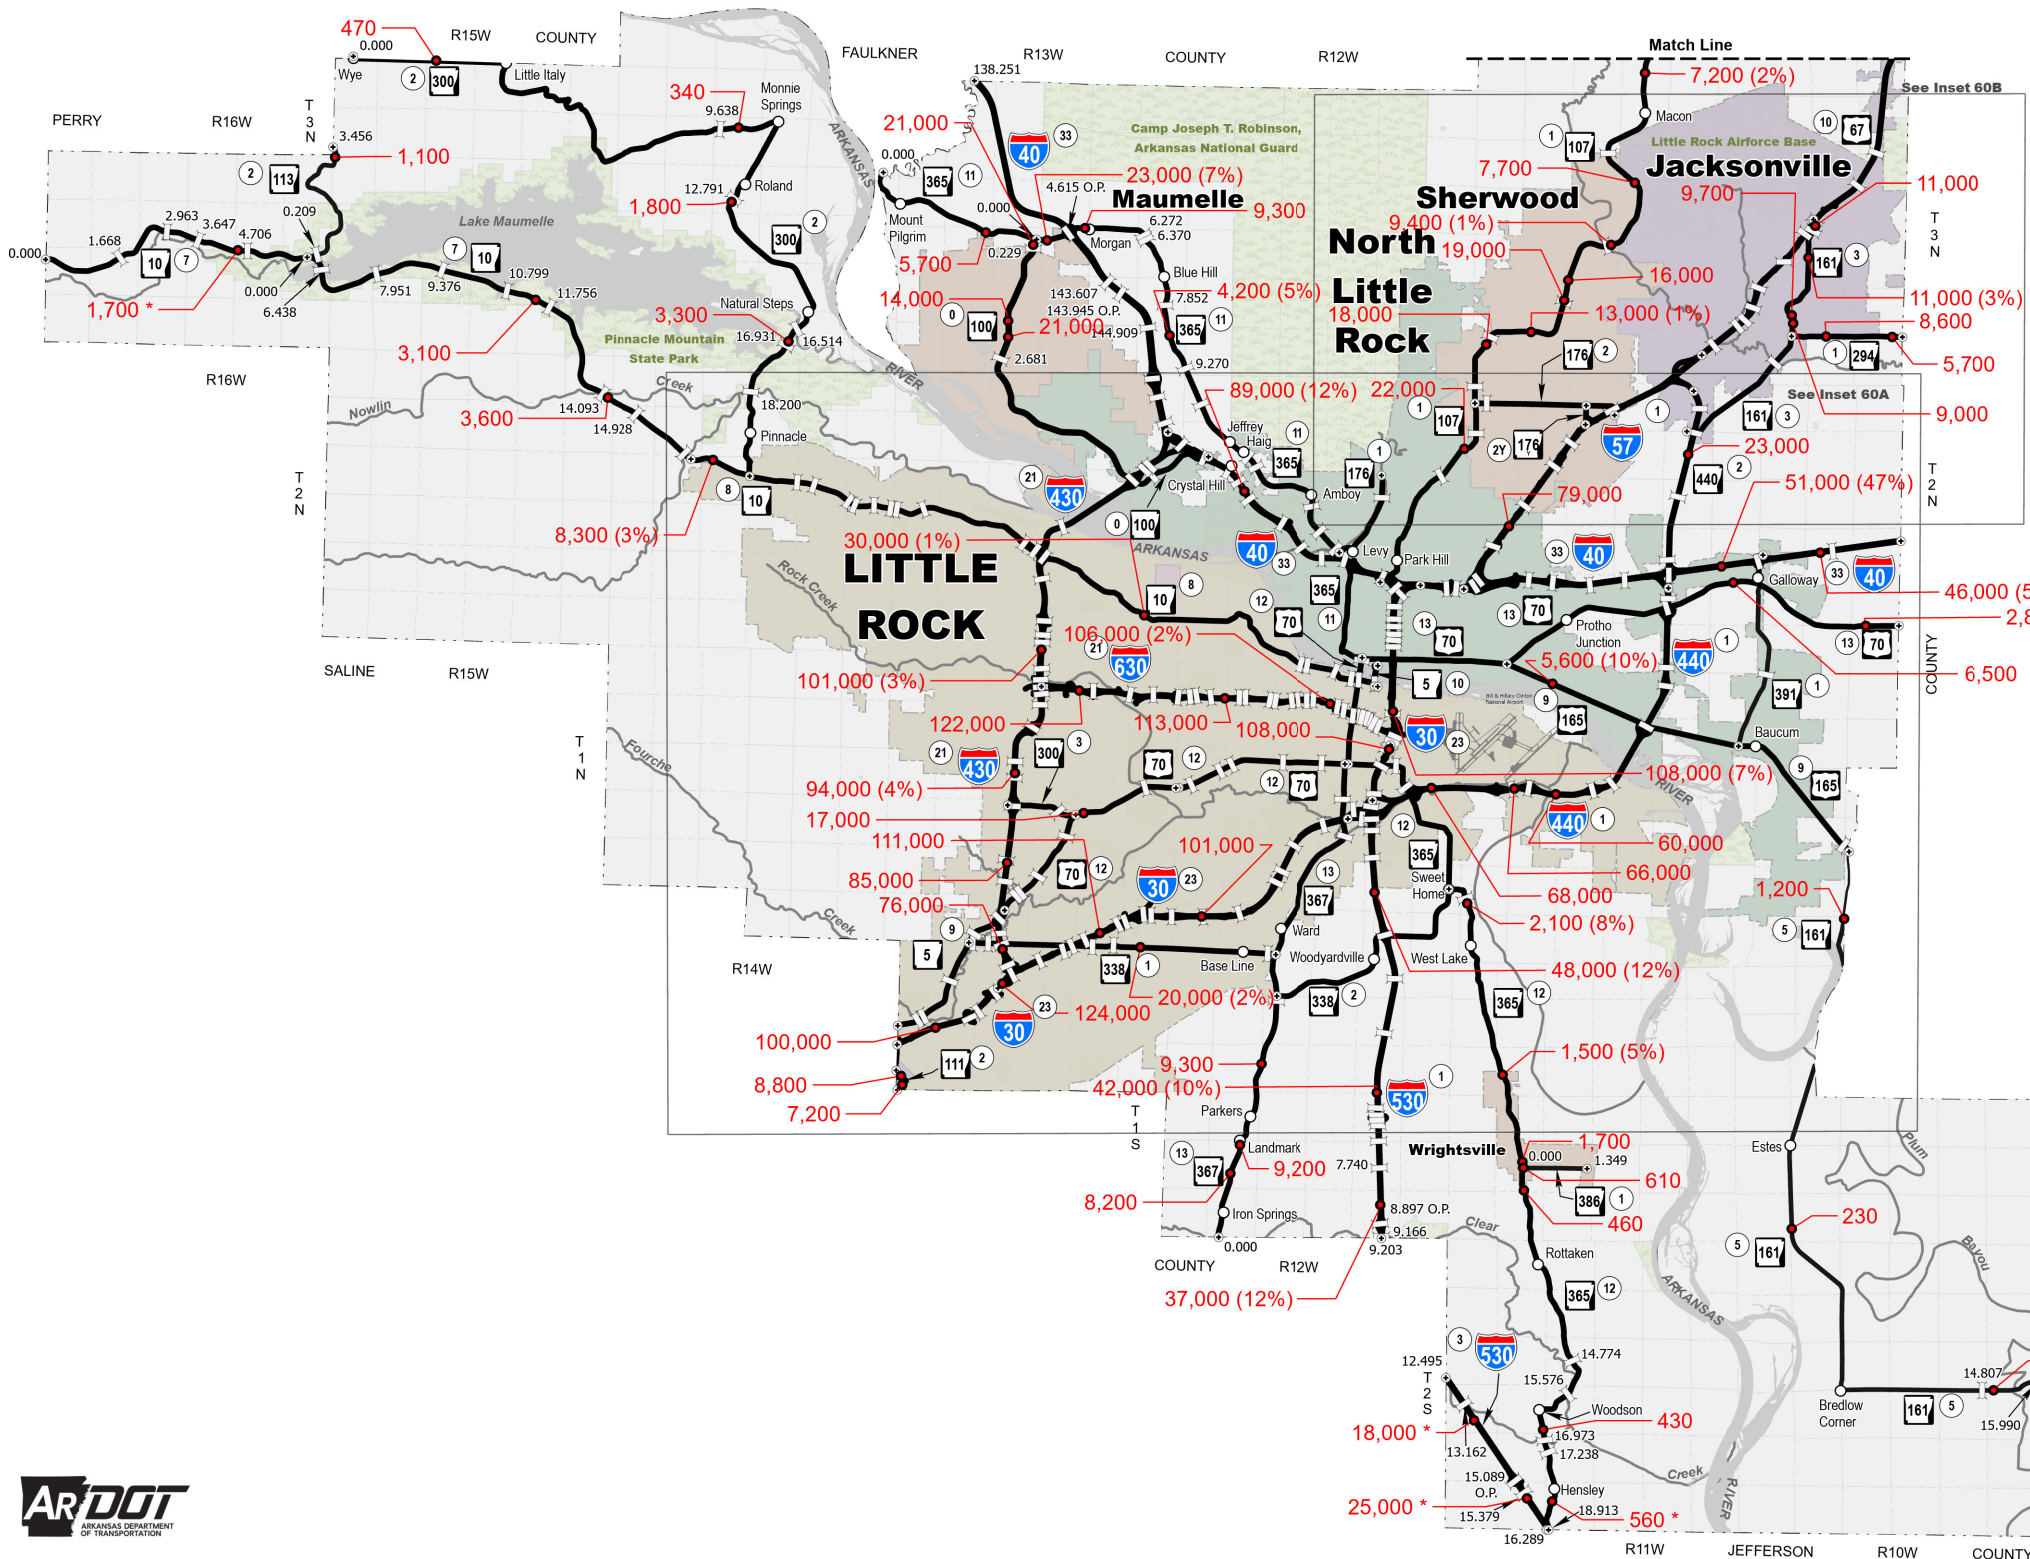 470
R15W
COUNTY
0.000
Wye
2
300
Little Italy
FAULKNER
R13W
COUNTY
R12W
Match Line
7,200 (2%)
See Inset 60B
138.251
340
9.638
Monnie
Springs
PERRY
R16W
T
3
N
3.456
1,100
2
113
ARKANSAS
21,000
40
33
Camp Joseph T. Robinson,
Arkansas National Guard
Macon
1
107
Little Rock Airforce Base
Jacksonville
10
67
0.000
365
11
23,000 (7%)
4.615 O.P.
Maumelle
7,700
Sherwood
9,700
11,000
Roland
12.791
1,800
Mount
Pilgrim
0.000
9,300
6.272
6.370
Morgan
9,400 (1%)
North
Little
Rock
T
3
N
2.963
3.647
4.706
0.209
Lake Maumelle
7
10
300
2
0.000
1.668
10
7
0.229
5,700
Blue Hill
19,000
16,000
161
3
10.799
11.756
7.951
9.376
0.000
6.438
1,700 *
Natural Steps
14,000
0
100
21,000
143.607
143.945 O.P.
144.909
4,200 (5%)
7.852
365
11
18,000
13,000 (1%)
11,000 (3%)
8,600
3,300
16.931
16.514
Pinnacle Mountain
State Park
3,100
2.681
9.270
176
2
1
294
5,700
R16W
RIVER
Creek
Nowlin
3,600
14.093
14.928
18.200
Pinnacle
89,000 (12%)
22,000
1
107
See Inset 60A
1
161
3
9,000
Jeffrey
Haig
11
365
2Y
176
57
23,000
T
2
N
8
10
21
430
Crystal Hill
176
1
Amboy
440
2
51,000 (47%)
T
2
N
79,000
8,300 (3%)
30,000 (1%)
0
100
ARKANSAS
40
33
Levy
Park Hill
33
40
LITTLE
ROCK
Rock Creek
10
8
365
11
Galloway
33
40
12
70
13
70
13
70
Protho
Junction
46,000 (5
2,8
13
70
SALINE
R15W
106,000 (2%)
21
630
5,600 (10%)
440
1
6,500
COUNTY
101,000 (3%)
5
10
Bill & Hillary Clinton
National Airport
391
1
122,000
113,000
108,000
9
165
T
1
N
Fourche
21
430
300
3
70
12
30
23
Baucum
94,000 (4%)
12
70
108,000 (7%)
9
165
RIVER
17,000
111,000
101,000
12
365
440
1
60,000
85,000
70
12
30
23
13
367
Sweet
Home
66,000
68,000
1,200
76,000
2,100 (8%)
5
161
Creek
9
5
Ward
R14W
338
1
Base Line
Woodyardville
West Lake
48,000 (12%)
20,000 (2%)
338
2
365
12
23
30
124,000
100,000
111
2
1,500 (5%)
9,300
8,800
7,200
42,000 (10%)
530
1
T
1
S
Parkers
Landmark
Wrightsville
1,700
0.000
1.349
610
Estes
Plum
13
367
9,200
7.740
8,200
386
1
460
Iron Springs
8.897 O.P.
9.166
Clear
230
0.000
9.203
COUNTY
R12W
Rottaken
5
161
Bayou
37,000 (12%)
365
12
ARKANSAS
3
530
12.495
14.774
T
2
S
15.576
14.807
Woodson
Bredlow
Corner
161
5
15.990
18,000 *
430
13.162
16.973
17.238
15.089
O.P.
Creek
Hensley
RIVER
25,000 *
15.379
18.913
560 *
16.289
AR DOT
ARKANSAS DEPARTMENT
OF TRANSPORTATION
R11W
JEFFERSON
R10W
COUNTY